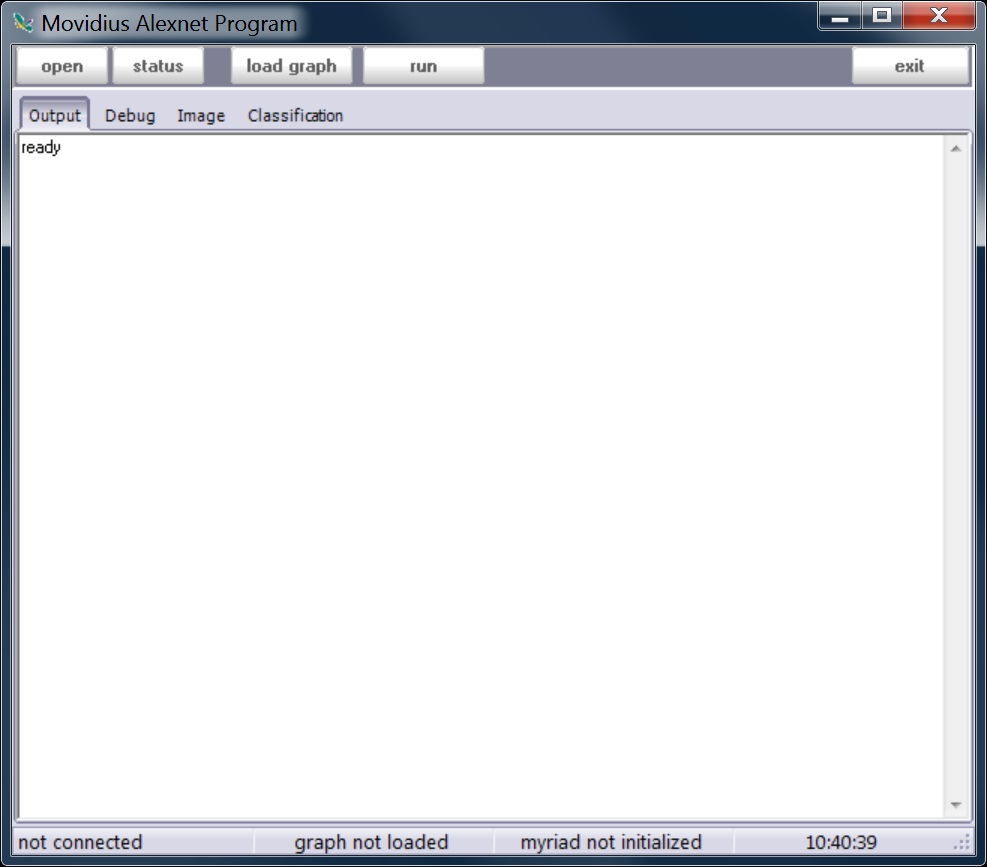 Movidius Alexnet Program
open status load graph run exit
Output Debug Image Classification
ready
not connected graph not loaded myriad not initialized 10:40:39